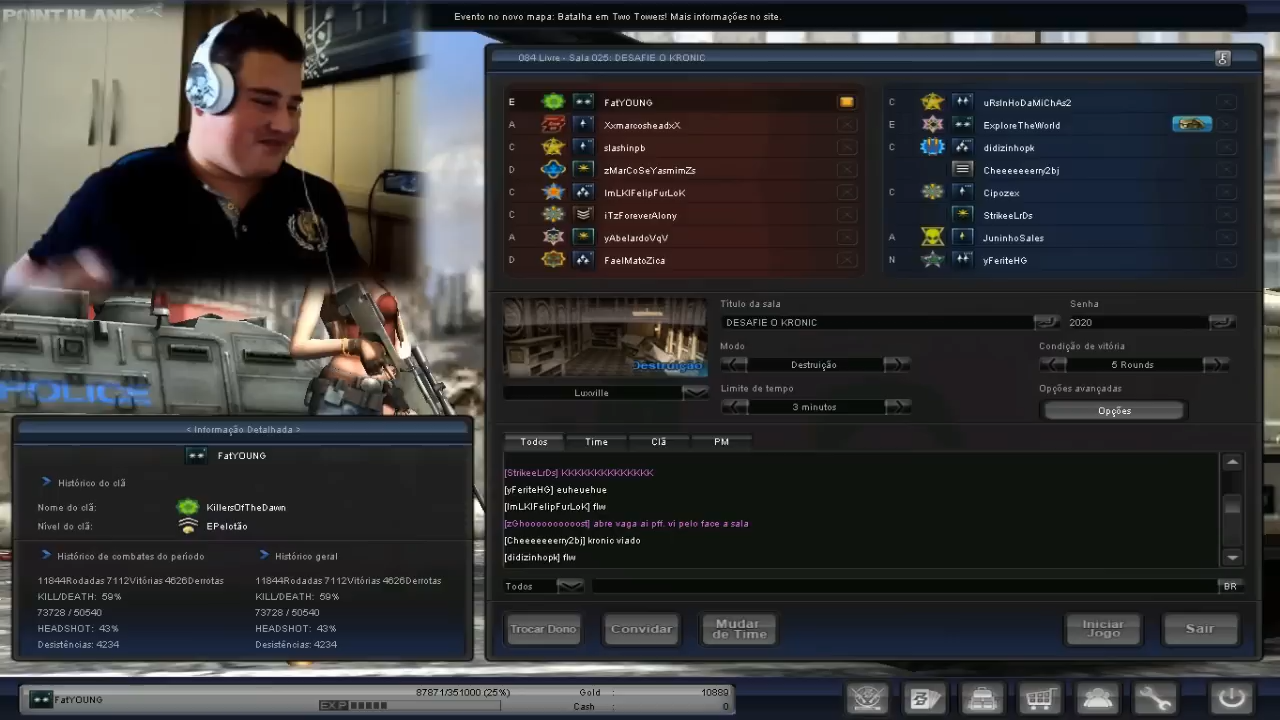 POINT BLANK
Evento no novo mapa: Batalha em Two Towers! Mais informações no site.
084 Livre - Sala 025: DESAFIE O KRONIC
E FatYOUNG
A XxmarcosheadxX
C slashinpb
D zMarCoSeYasmimZs
C ImLKIFelipFurLoK
C iTzForeverAlony
A yAbelardoVqV
D FaelMatoZica
C uRsInHoDaMiChAs2
E ExploreTheWorld
C didizinhopk
Cheeeeeerry2bj
C Cipozex
StrikeeLrDs
A JuninhoSales
N yFeriteHG
Destruição
Luxville
Título da sala
DESAFIE O KRONIC
Senha
2020
Modo
Destruição
Condição de vitória
5 Rounds
Limite de tempo
3 minutos
Opções avançadas
Opções
Todos Time Clã PM
[StrikeeLrDs] KKKKKKKKKKKKK
[yFeriteHG] euheuehue
[ImLKIFelipFurLoK] flw
[zGhoooooooooost] abre vaga ai pff. vi pelo face a sala
[Cheeeeeerry2bj] kronic viado
[didizinhopk] flw
Todos BR
Trocar Dono Convidar Mudar de Time Iniciar Jogo Sair
POLICE
< Informação Detalhada >
FatYOUNG
Histórico do clã
Nome do clã: KillersOfTheDawn
Nível do clã: EPelotão
Histórico de combates do período
11844Rodadas 7112Vitórias 4626Derrotas
KILL/DEATH: 59%
73728 / 50540
HEADSHOT: 43%
Desistências: 4234
Histórico geral
11844Rodadas 7112Vitórias 4626Derrotas
KILL/DEATH: 59%
73728 / 50540
HEADSHOT: 43%
Desistências: 4234
FatYOUNG
87871/351000 (25%)
EXP
Gold : 10889
Cash : 0